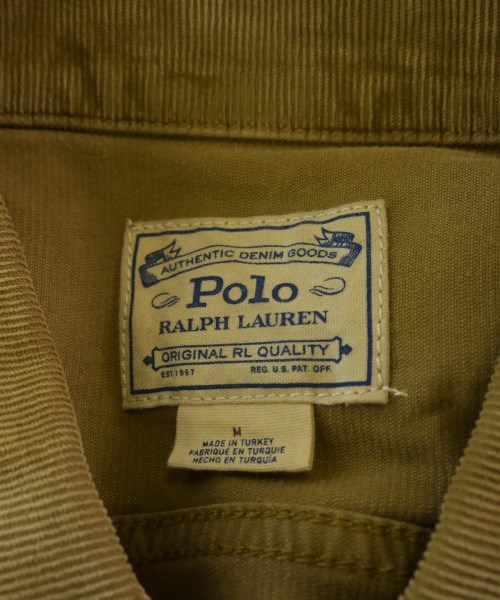 AUTHENTIC DENIM GOODS
Polo
RALPH LAUREN
ORIGINAL RL QUALITY
EST. 1967 REG. U.S. PAT. OFF.
M
MADE IN TURKEY
FABRIQUÉ EN TURQUIE
HECHO EN TURQUÍA